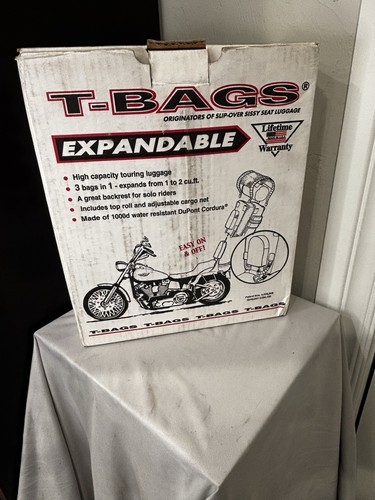 T-BAGS®
ORIGINATORS OF SLIP-OVER SISSY SEAT LUGGAGE
EXPANDABLE
Lifetime
Warranty
• High capacity touring luggage
• 3 bags in 1 - expands from 1 to 2 cu.ft.
• A great backrest for solo riders
• Includes top roll and adjustable cargo net
• Made of 1000d water resistant DuPont Cordura®
EASY ON
& OFF!
T-BAGS T-BAGS T-BAGS T-BAGS T-BAGS